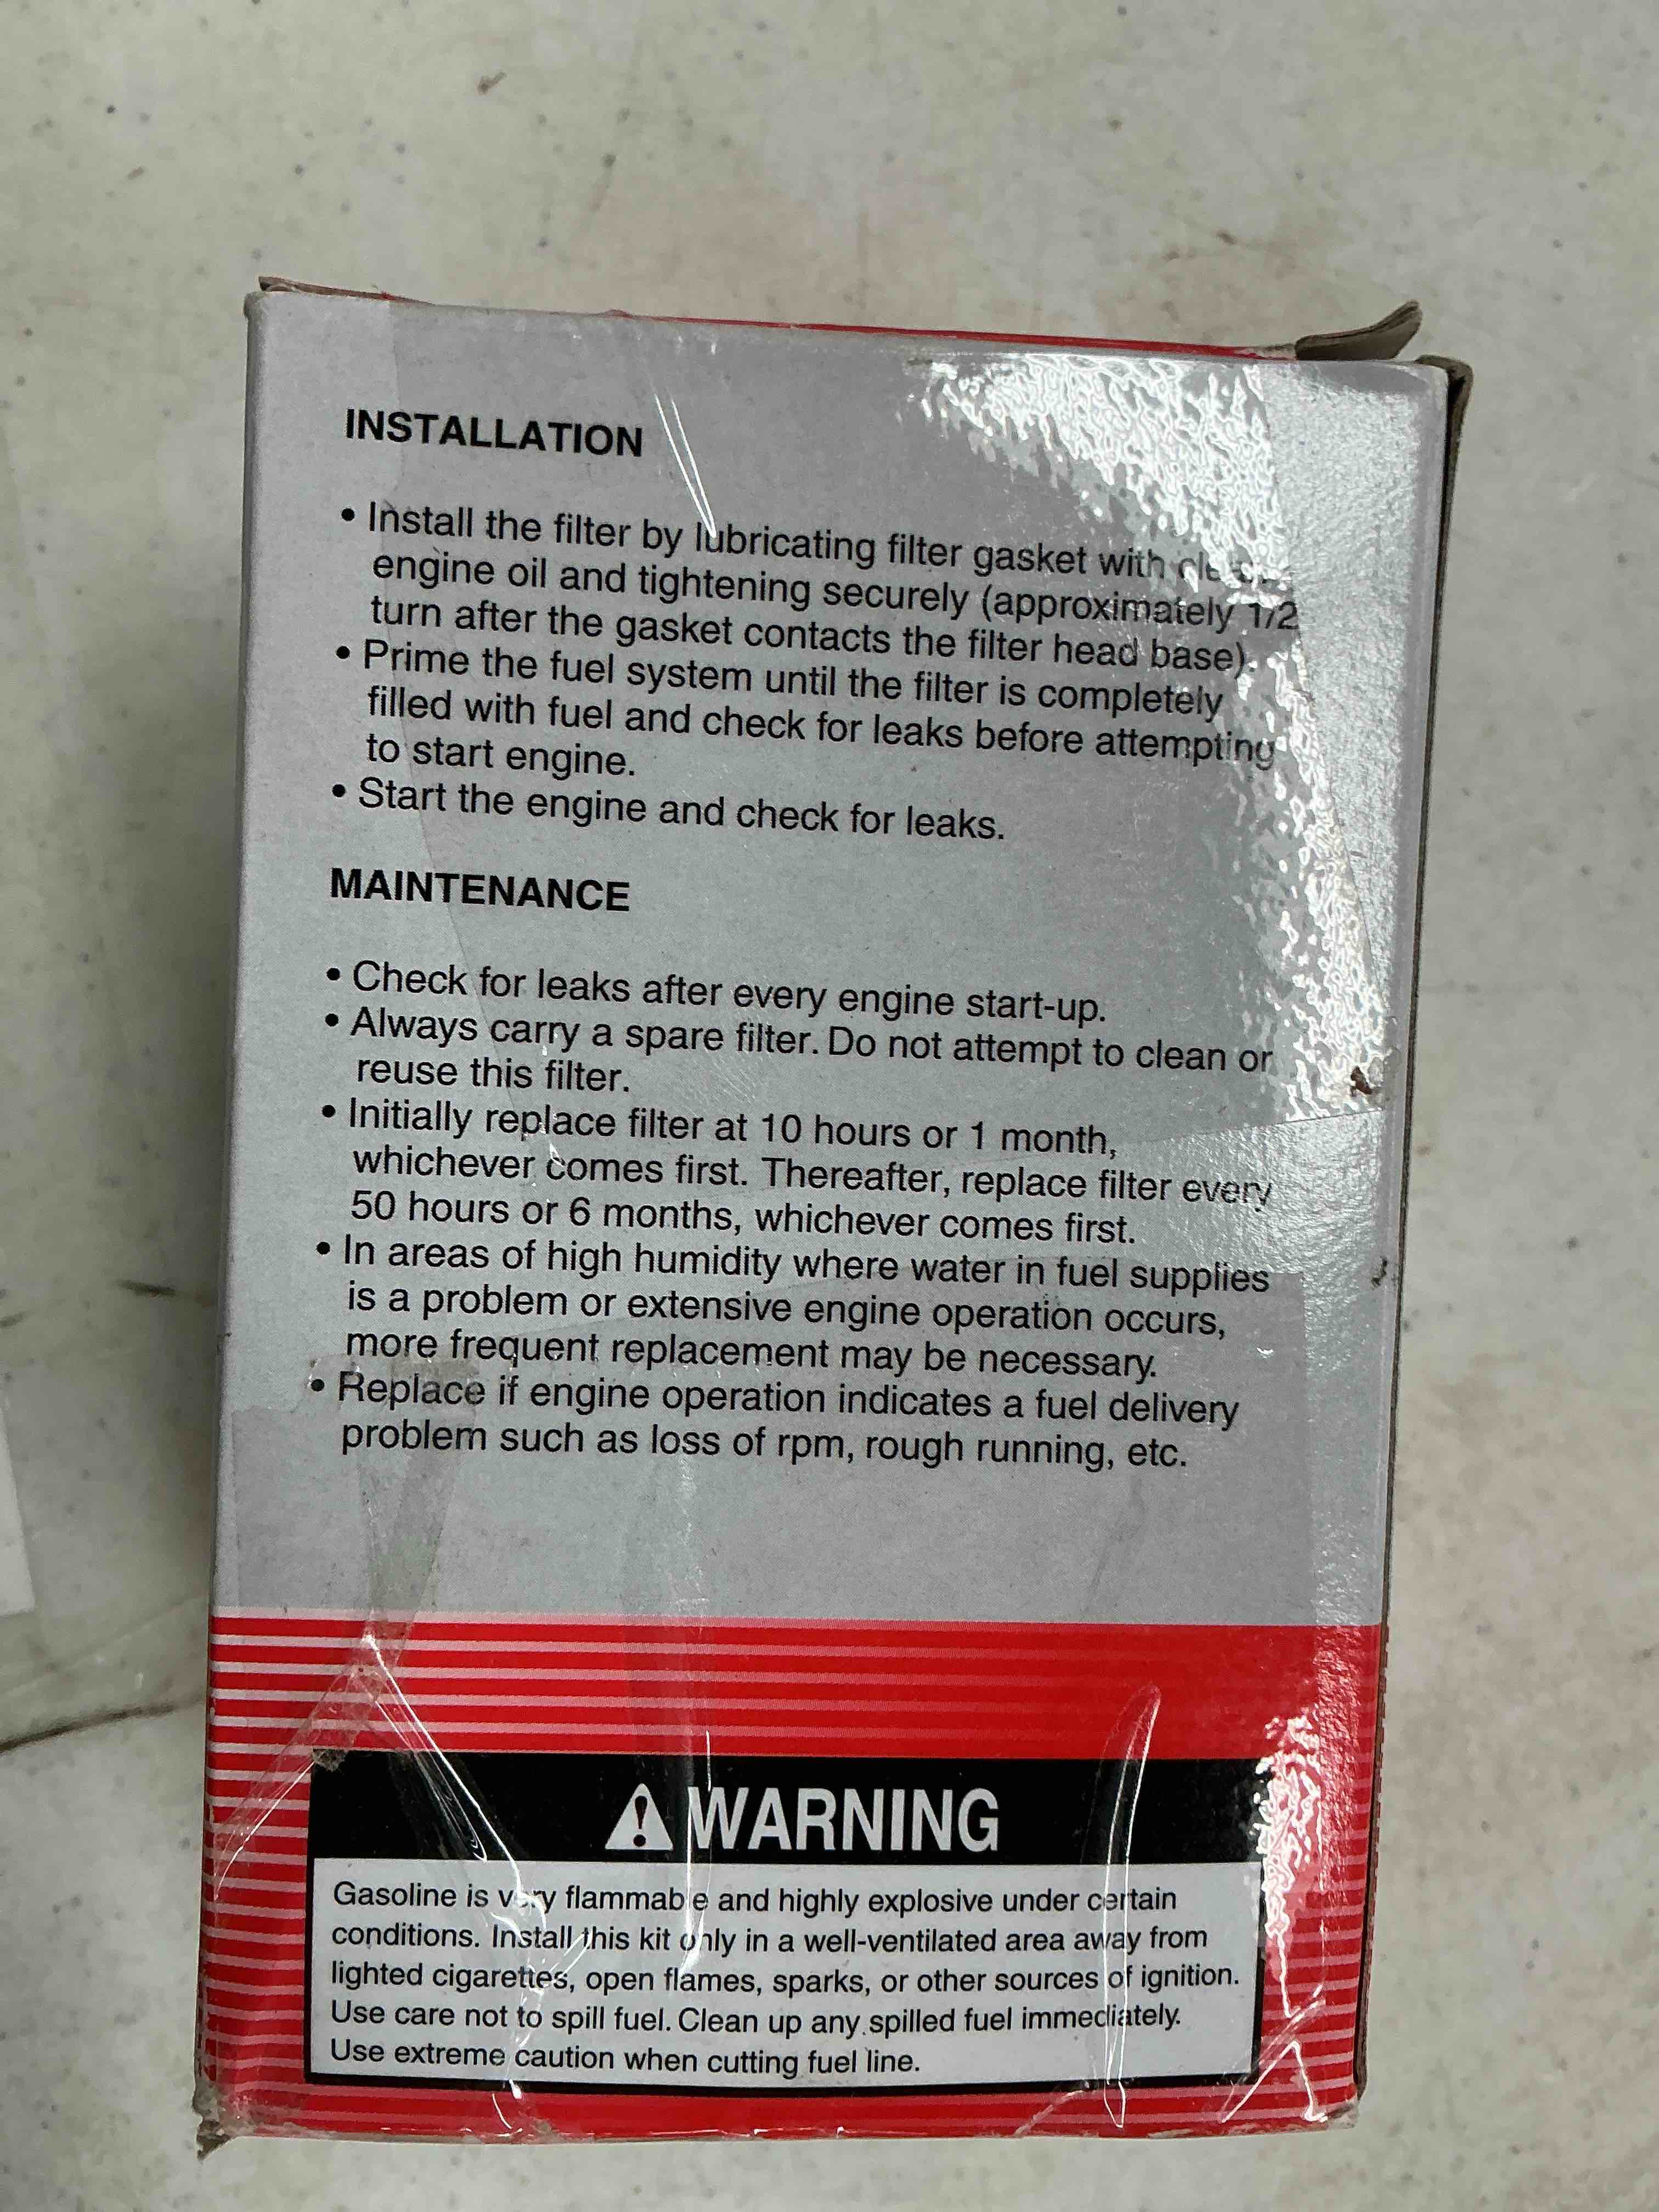 INSTALLATION
• Install the filter by lubricating filter gasket with
engine oil and tightening securely (approximately 1/2
turn after the gasket contacts the filter head base).
• Prime the fuel system until the filter is completely
filled with fuel and check for leaks before attempting
to start engine.
• Start the engine and check for leaks.
MAINTENANCE
• Check for leaks after every engine start-up.
• Always carry a spare filter. Do not attempt to clean or
reuse this filter.
• Initially replace filter at 10 hours or 1 month,
whichever comes first. Thereafter, replace filter every
50 hours or 6 months, whichever comes first.
• In areas of high humidity where water in fuel supplies
is a problem or extensive engine operation occurs,
more frequent replacement may be necessary.
• Replace if engine operation indicates a fuel delivery
problem such as loss of rpm, rough running, etc.
WARNING
Gasoline is very flammable and highly explosive under certain
conditions. Install this kit only in a well-ventilated area away from
lighted cigarettes, open flames, sparks, or other sources of ignition.
Use care not to spill fuel. Clean up any spilled fuel immediately.
Use extreme caution when cutting fuel line.